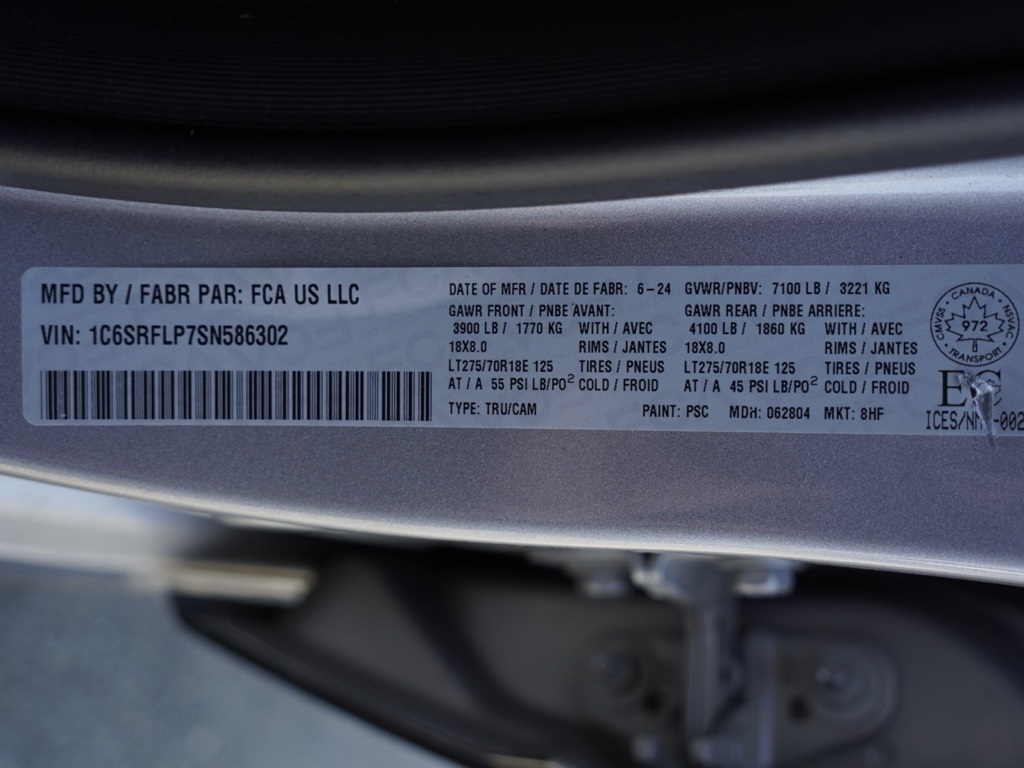 MFD BY / FABR PAR: FCA US LLC
VIN: 1C6SRFLP7SN586302
DATE OF MFR / DATE DE FABR: 6-24 GVWR/PNBV: 7100 LB / 3221 KG
GAWR FRONT / PNBE AVANT: GAWR REAR / PNBE ARRIERE:
3900 LB / 1770 KG WITH / AVEC 4100 LB / 1860 KG WITH / AVEC
18X8.0 RIMS / JANTES 18X8.0 RIMS / JANTES
LT275/70R18E 125 TIRES / PNEUS LT275/70R18E 125 TIRES / PNEUS
AT / A 55 PSI LB/PO² COLD / FROID AT / A 45 PSI LB/PO² COLD / FROID
TYPE: TRU/CAM PAINT: PSC MDH: 062804 MKT: 8HF
CANADA
CMVSS 972 NSVAC
TRANSPORT